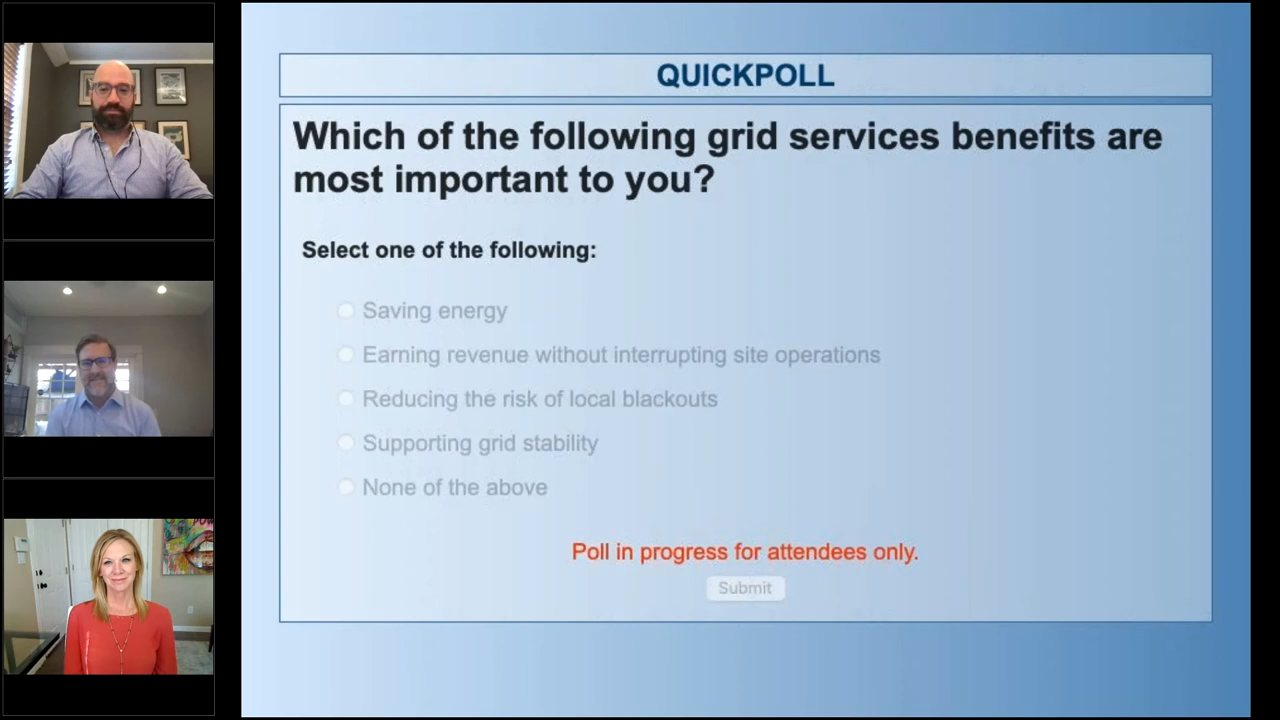 QUICKPOLL
Which of the following grid services benefits are
most important to you?
Select one of the following:
Saving energy
Earning revenue without interrupting site operations
Reducing the risk of local blackouts
Supporting grid stability
None of the above
Poll in progress for attendees only.
Submit